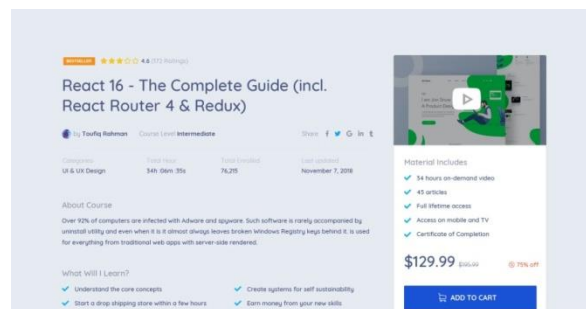 BESTSELLER 4.6 (172 Ratings)
React 16 - The Complete Guide (incl.
React Router 4 & Redux)
by Toufiq Rahman Course Level Intermediate Share
Categories Total Hour Total Enrolled Last updated
UI & UX Design 34h 06m 35s 76,215 November 7, 2018
About Course
Over 92% of computers are infected with Adware and spyware. Such software is rarely accompanied by
uninstall utility and even when it is it almost always leaves broken Windows Registry keys behind it. is used
for everything from traditional web apps with server-side rendered.
What Will I Learn?
Understand the core concepts Create systems for self sustainability
Start a drop shipping store within a few hours Earn money from your new skills
Material Includes
34 hours on-demand video
43 articles
Full lifetime access
Access on mobile and TV
Certificate of Completion
$129.99 75% off
ADD TO CART